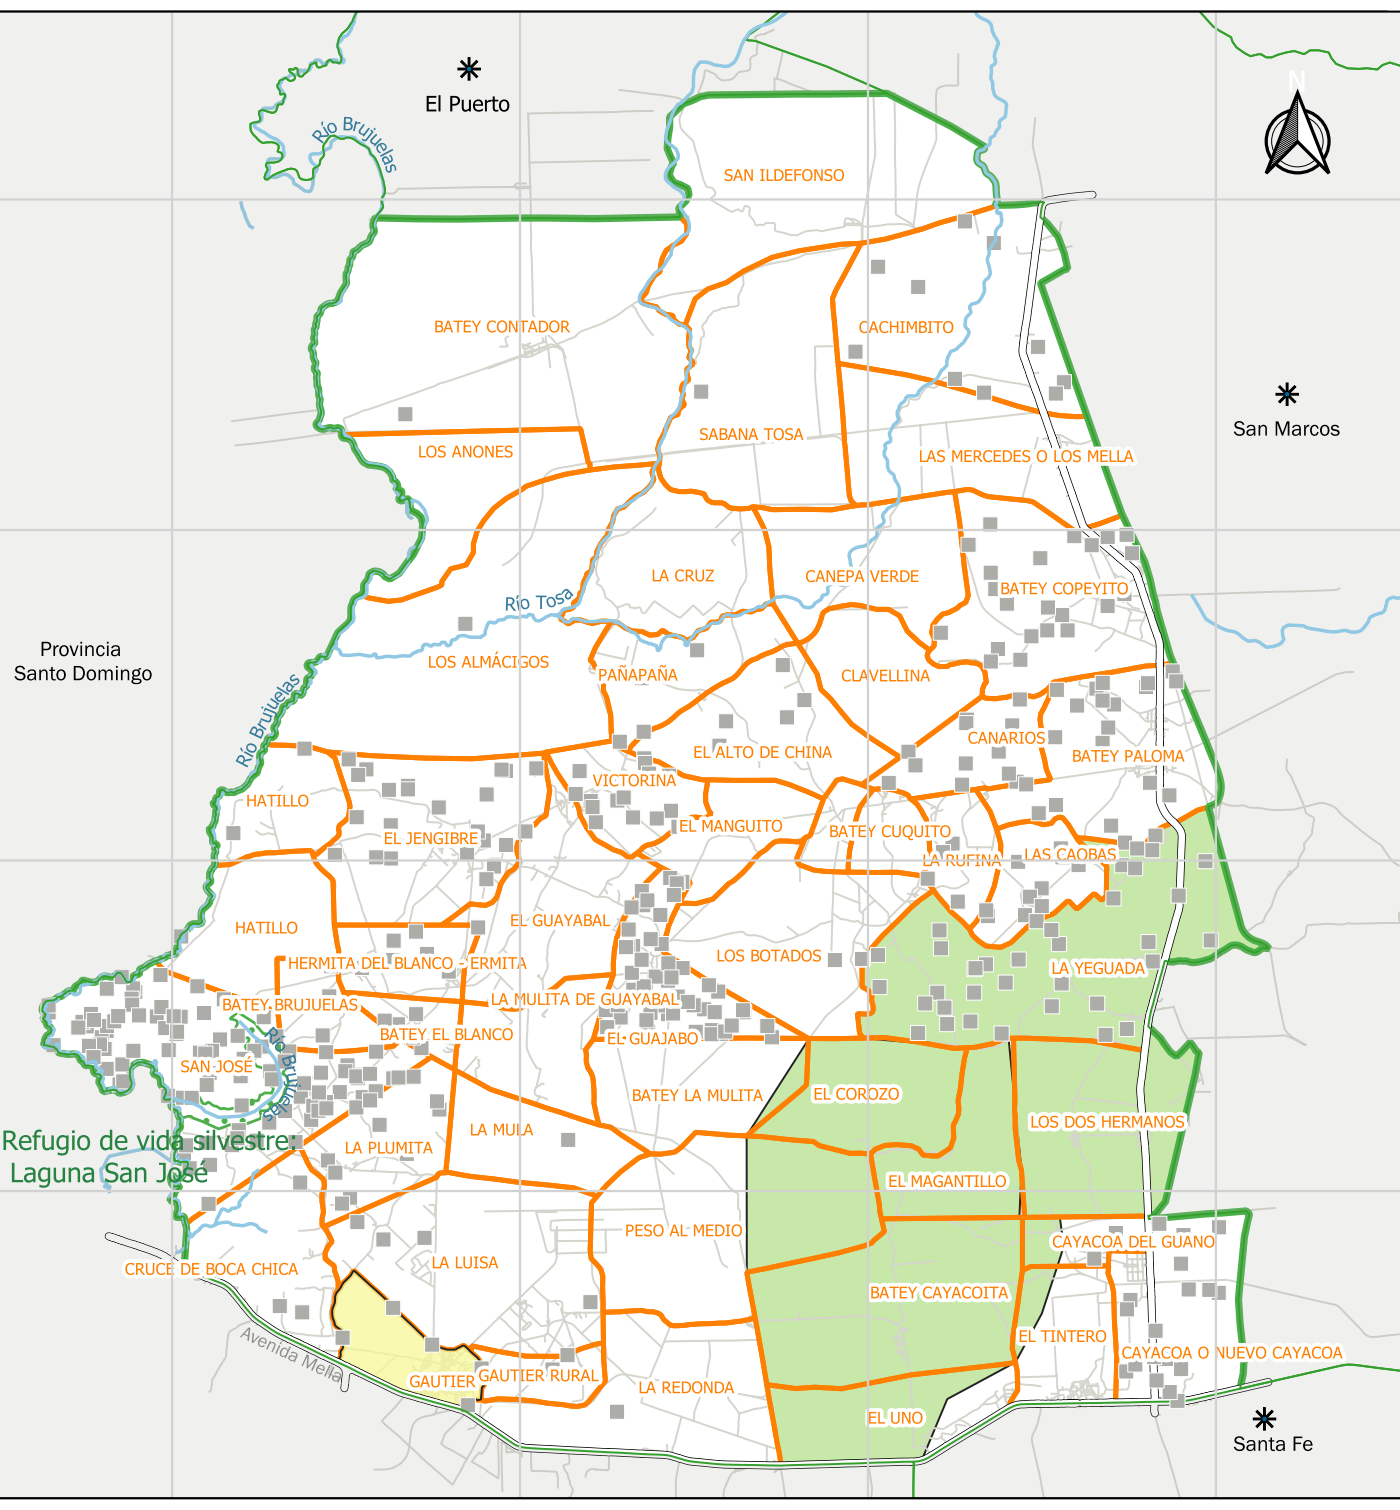 N
El Puerto
Río Brujuelas
SAN ILDEFONSO
BATEY CONTADOR
CACHIMBITO
San Marcos
SABANA TOSA
LOS ANONES
LAS MERCEDES O LOS MELLA
LA CRUZ
CANEPA VERDE
BATEY COPEYITO
Río Tosa
Provincia
Santo Domingo
LOS ALMÁCIGOS
PAÑAPAÑA
CLAVELLINA
Río Brujuelas
EL ALTO DE CHINA
CANARIOS
BATEY PALOMA
VICTORINA
HATILLO
EL JENGIBRE
EL MANGUITO
BATEY CUQUITO
LA RUFINA
LAS CAOBAS
HATILLO
EL GUAYABAL
LOS BOTADOS
HERMITA DEL BLANCO - ERMITA
LA YEGUADA
BATEY BRUJUELAS
LA MULITA DE GUAYABAL
BATEY EL BLANCO
EL GUAJABO
SAN JOSÉ
Río Brujuelas
BATEY LA MULITA
EL COROZO
LOS DOS HERMANOS
LA MULA
Refugio de vida silvestre:
Laguna San José
LA PLUMITA
EL MAGANTILLO
PESO AL MEDIO
CAYACOA DEL GUANO
CRUCE DE BOCA CHICA
LA LUISA
BATEY CAYACOITA
EL TINTERO
Avenida Mella
CAYACOA O NUEVO CAYACOA
GAUTIER
GAUTIER RURAL
LA REDONDA
EL UNO
Santa Fe